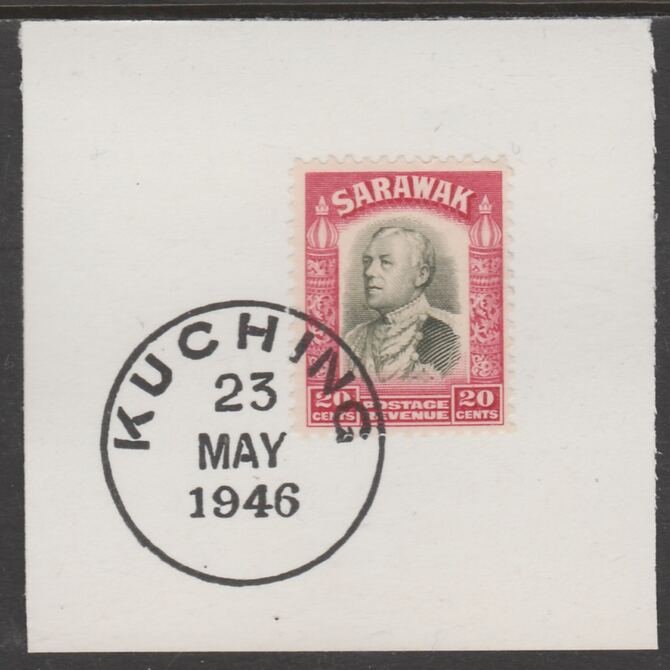 SARAWAK
20 CENTS POSTAGE REVENUE 20 CENTS
KUCHING
23
MAY
1946